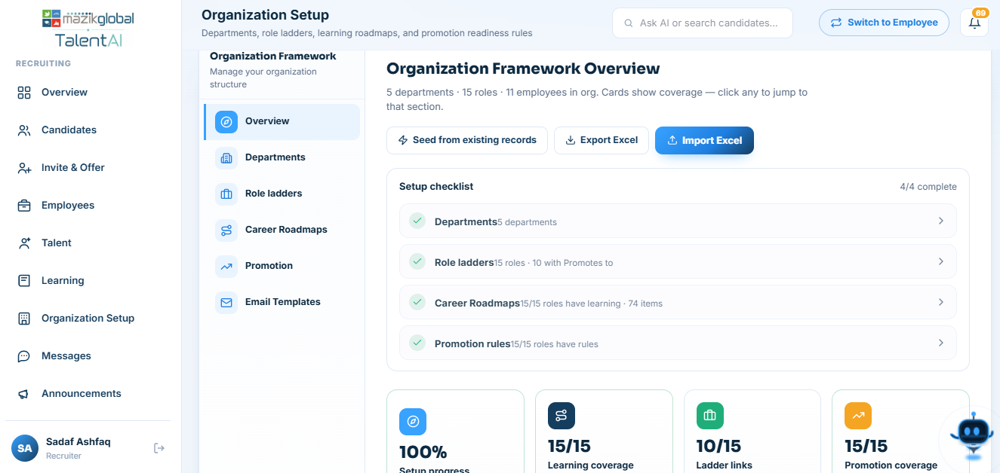 mazikglobal
TalentAI
RECRUITING
Overview
Candidates
Invite & Offer
Employees
Talent
Learning
Organization Setup
Messages
Announcements
SA
Sadaf Ashfaq
Recruiter
Organization Setup
Departments, role ladders, learning roadmaps, and promotion readiness rules
Ask AI or search candidates...
Switch to Employee
69
Organization Framework
Manage your organization
structure
Overview
Departments
Role ladders
Career Roadmaps
Promotion
Email Templates
Organization Framework Overview
5 departments · 15 roles · 11 employees in org. Cards show coverage — click any to jump to
that section.
Seed from existing records
Export Excel
Import Excel
Setup checklist
4/4 complete
Departments5 departments
Role ladders15 roles · 10 with Promotes to
Career Roadmaps15/15 roles have learning · 74 items
Promotion rules15/15 roles have rules
100%
Setup progress
15/15
Learning coverage
10/15
Ladder links
15/15
Promotion coverage